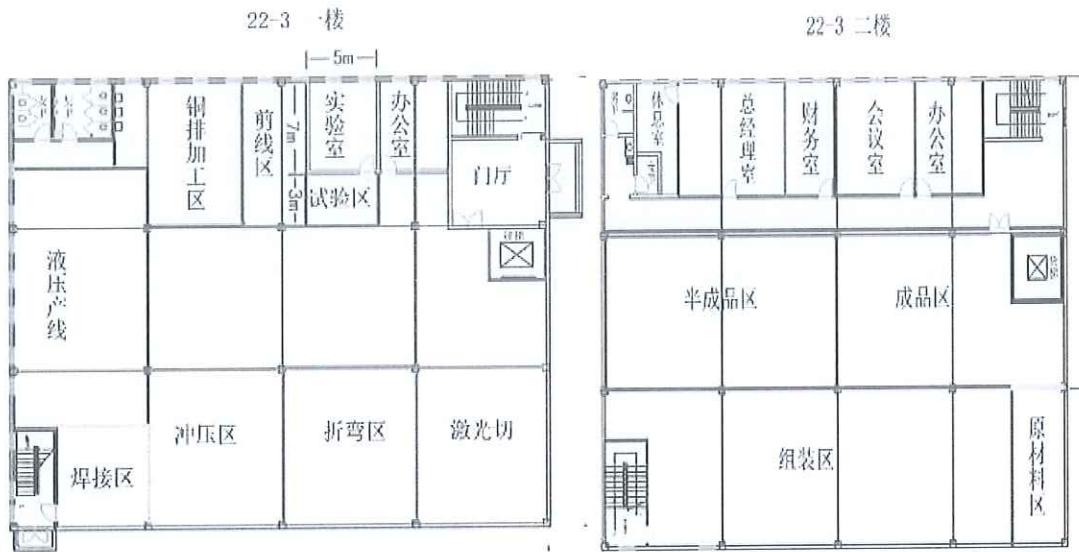 22-3 一楼
22-3 二楼
5m
7m
3m
铜排加工区
剪线区
实验室
办公室
试验区
门厅
液压产线
焊接区
冲压区
折弯区
激光切
休息室
总经理室
财务室
会议室
办公室
半成品区
成品区
组装区
原材料区